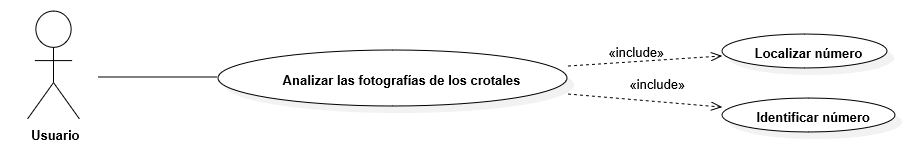 «include»
Localizar número
Analizar las fotografías de los crotales
«include»
Identificar número
Usuario